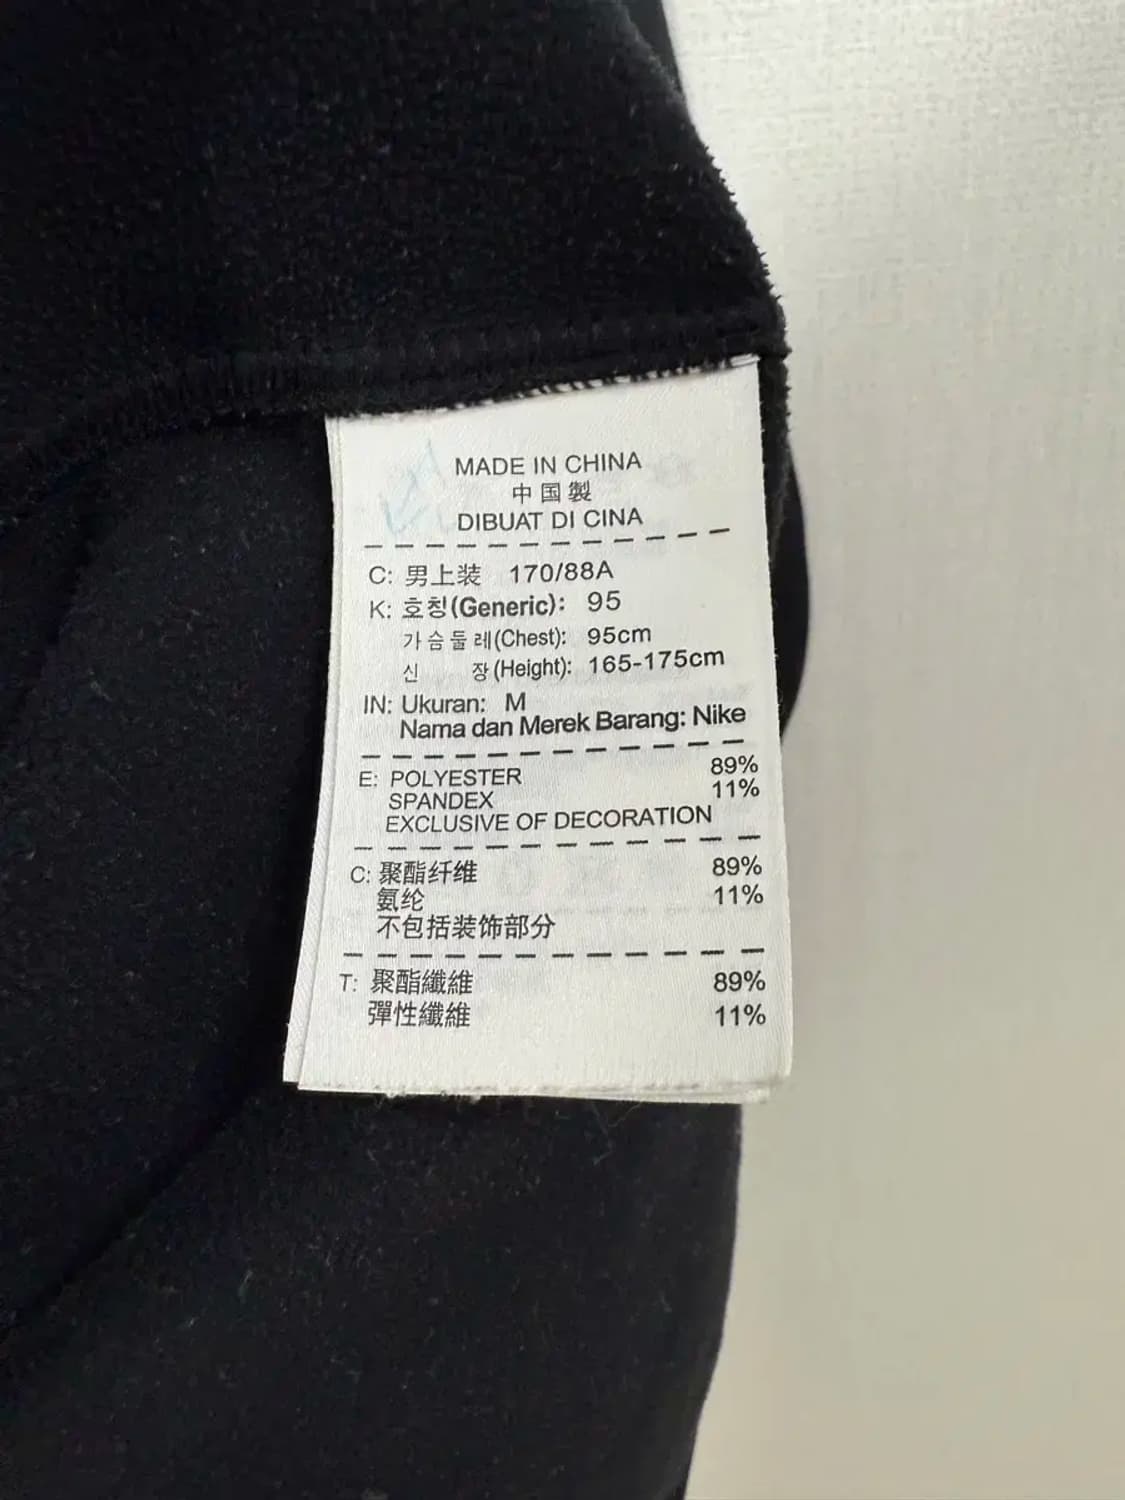 MADE IN CHINA
中国製
DIBUAT DI CINA
C: 男上装 170/88A
K: 호칭(Generic): 95
가슴둘레(Chest): 95cm
신 장(Height): 165-175cm
IN: Ukuran: M
Nama dan Merek Barang: Nike
E: POLYESTER 89%
SPANDEX 11%
EXCLUSIVE OF DECORATION
C: 聚酯纤维 89%
氨纶 11%
不包括装饰部分
T: 聚酯纖維 89%
彈性纖維 11%